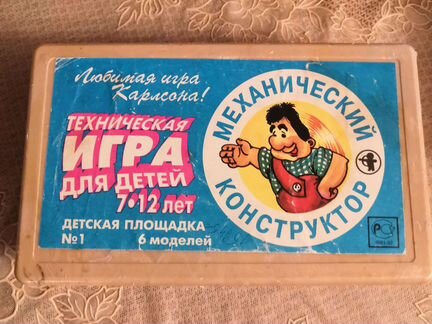 Любимая игра
Карлсона!
ТЕХНИЧЕСКАЯ
ИГРА
ДЛЯ ДЕТЕЙ
7•12 лет
ДЕТСКАЯ ПЛОЩАДКА
№1 6 моделей
МЕХАНИЧЕСКИЙ
КОНСТРУКТОР